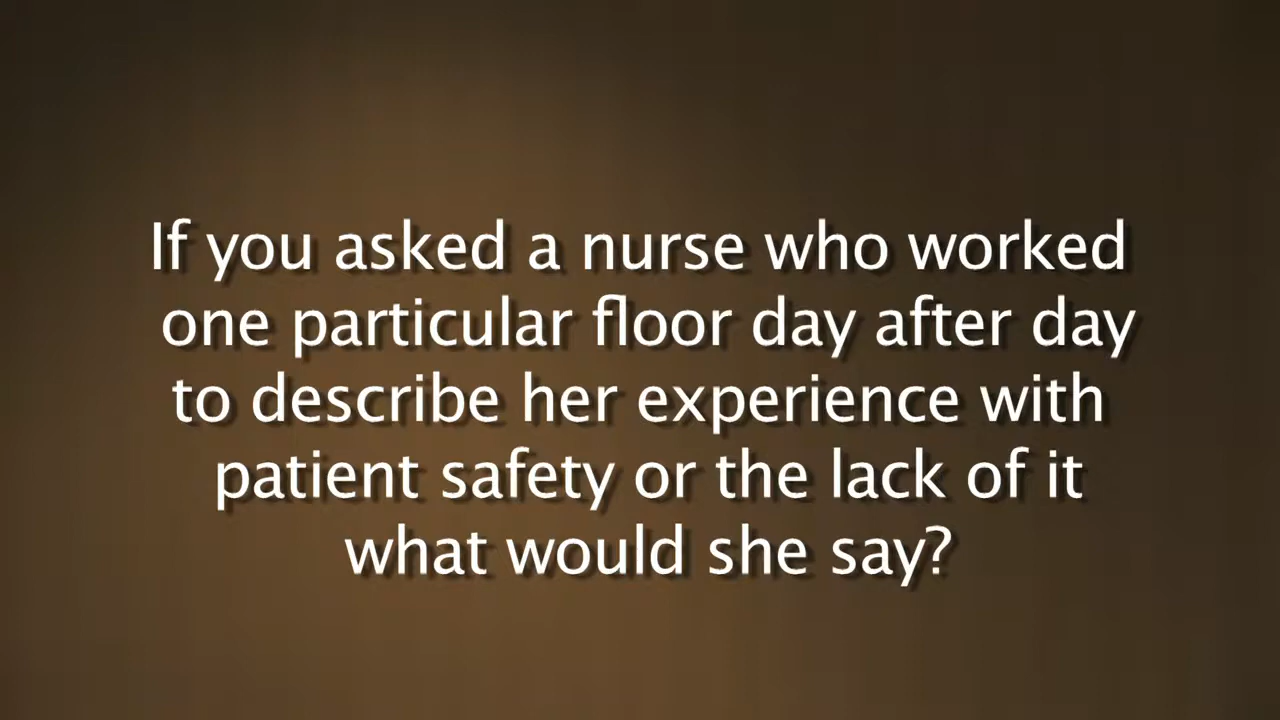 If you asked a nurse who worked
one particular floor day after day
to describe her experience with
patient safety or the lack of it
what would she say?